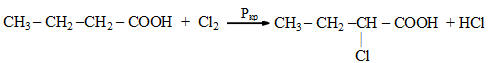 CH₃ – CH₂ – CH₂ – COOH + Cl₂ —Pкр→ CH₃ – CH₂ – CH – COOH + HCl
|
Cl